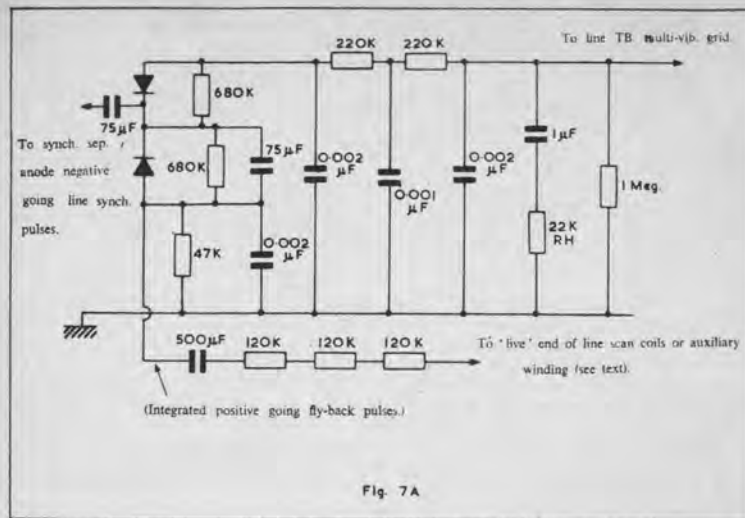 220K
220K
To line TB multi-vib. grid.
680K
75µF
To synch. sep.
anode negative
going line synch.
pulses.
680K
75µF
0·002
µF
0·001
µF
0·002
µF
1µF
1 Meg.
22K
RH
47K
0·002
µF
500µF
120K
120K
120K
To 'live' end of line scan coils or auxiliary
winding (see text).
(Integrated positive going fly-back pulses.)
Fig. 7A